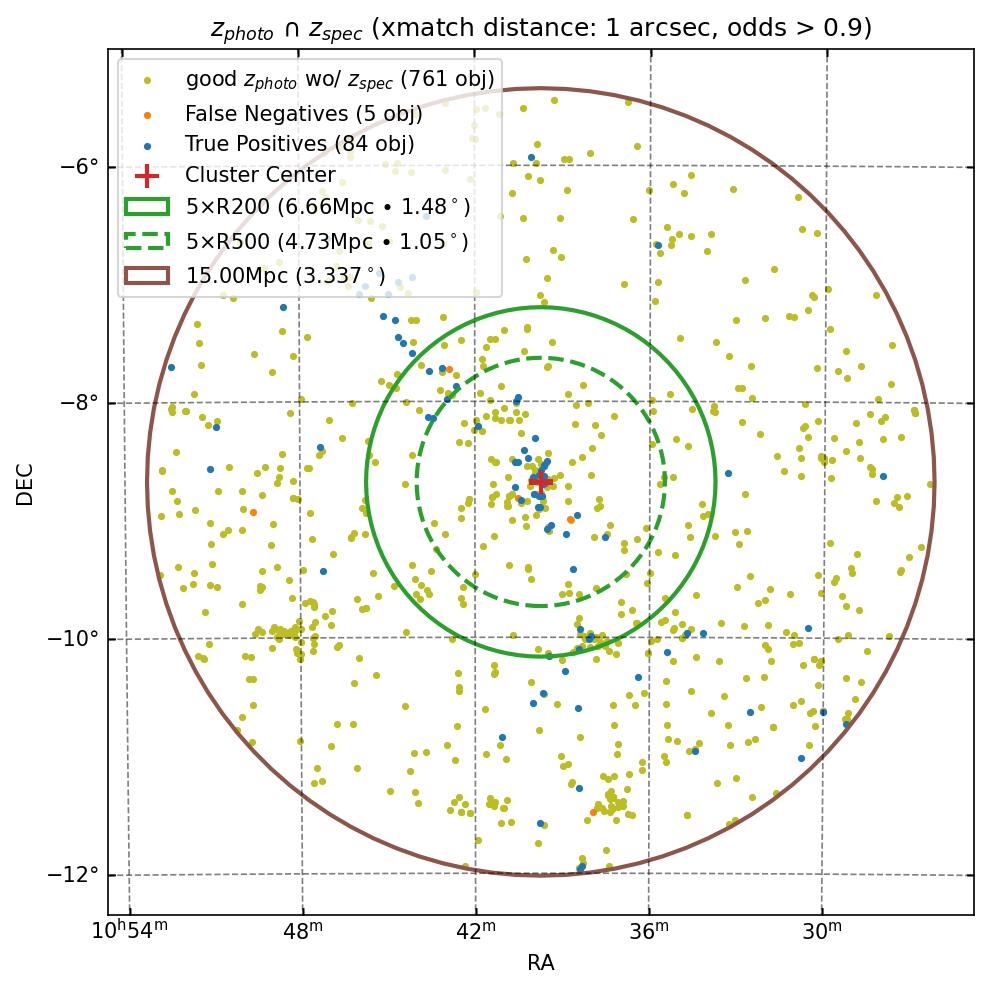 z_photo ∩ z_spec (xmatch distance: 1 arcsec, odds > 0.9)
good z_photo wo/ z_spec (761 obj)
False Negatives (5 obj)
True Positives (84 obj)
Cluster Center
5×R200 (6.66Mpc • 1.48°)
5×R500 (4.73Mpc • 1.05°)
15.00Mpc (3.337°)
−6°
−8°
−10°
−12°
DEC
10ʰ54ᵐ 48ᵐ 42ᵐ 36ᵐ 30ᵐ
RA